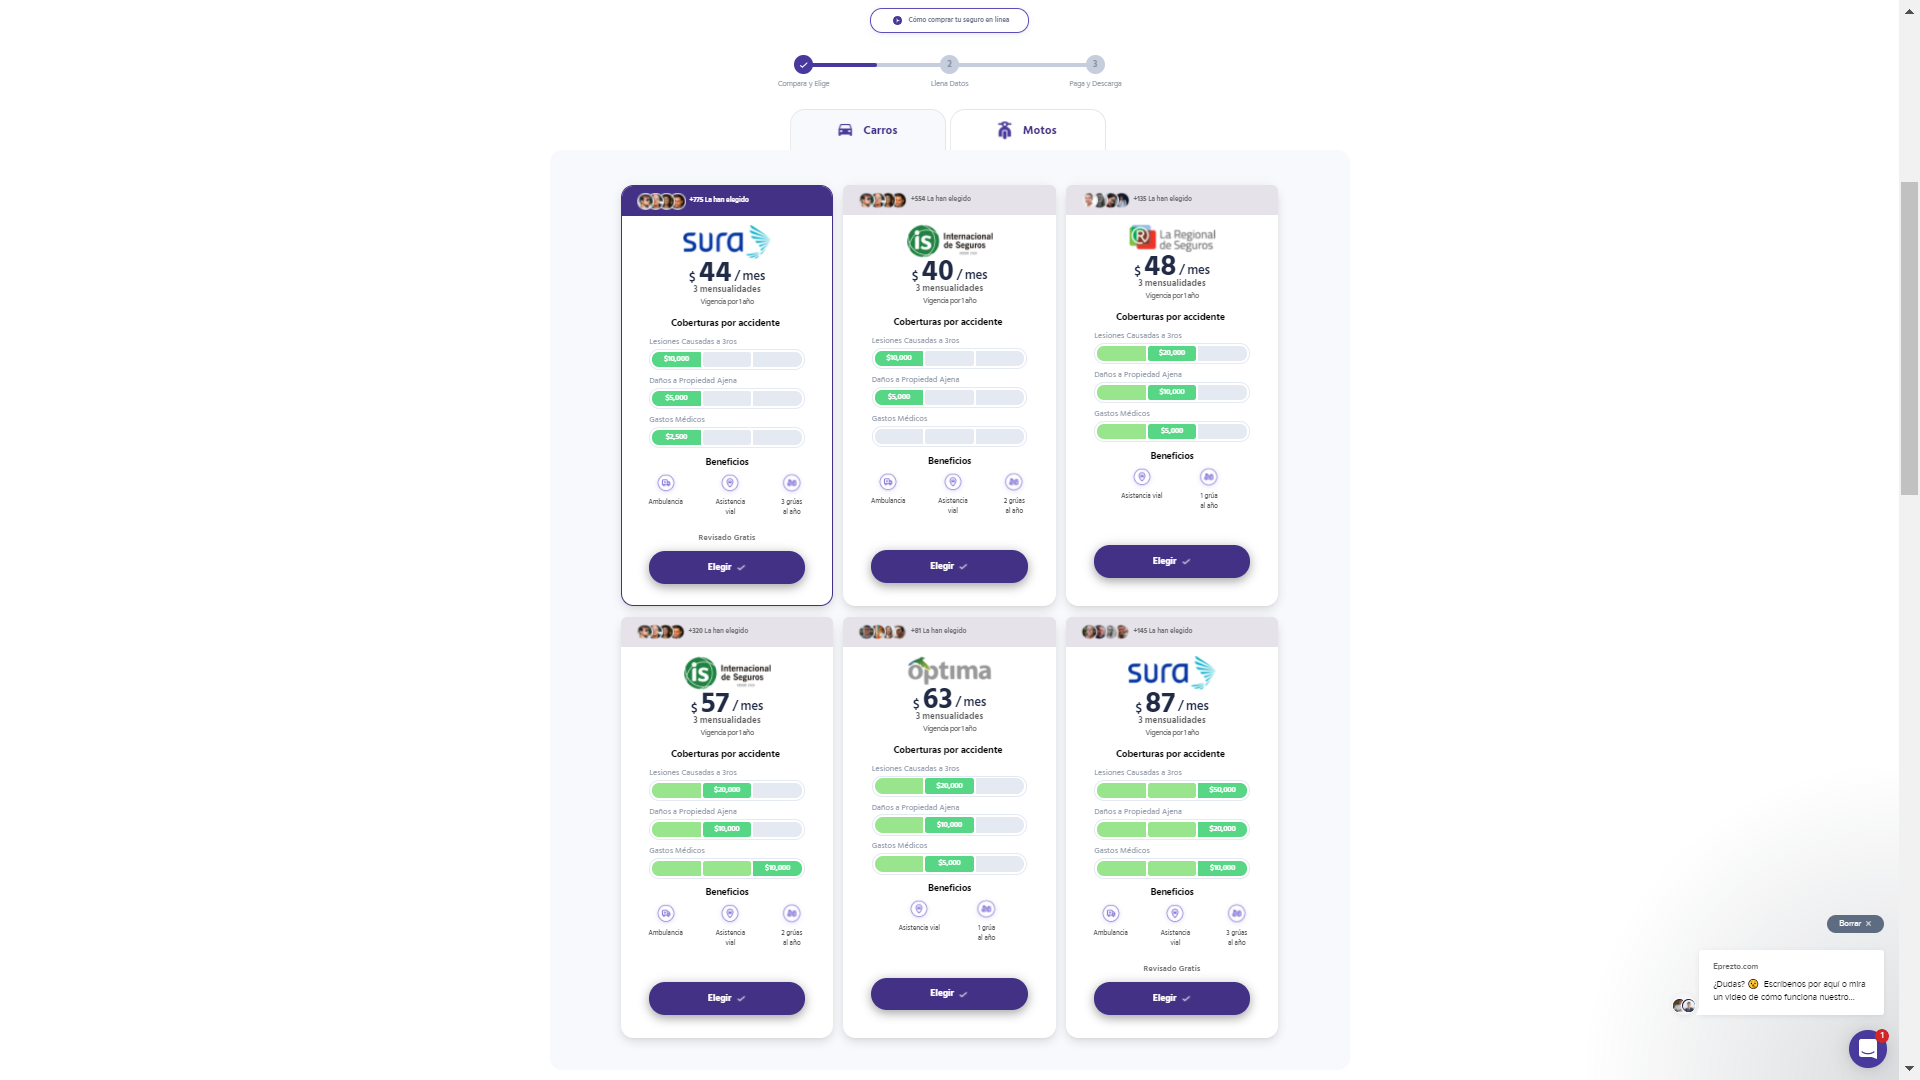 Cómo comprar tu seguro en línea
2
3
Compara y Elige
Llena Datos
Paga y Descarga
Carros
Motos
+775 La han elegido
sura
$ 44 / mes
3 mensualidades
Vigencia por 1 año
Coberturas por accidente
Lesiones Causadas a 3ros
$10,000
Daños a Propiedad Ajena
$5,000
Gastos Médicos
$2,500
Beneficios
Ambulancia
Asistencia
vial
3 grúas
al año
Revisado Gratis
Elegir
+554 La han elegido
iS Internacional
de Seguros
$ 40 / mes
3 mensualidades
Vigencia por 1 año
Coberturas por accidente
Lesiones Causadas a 3ros
$10,000
Daños a Propiedad Ajena
$5,000
Gastos Médicos
Beneficios
Ambulancia
Asistencia
vial
2 grúas
al año
Elegir
+135 La han elegido
R La Regional
de Seguros
$ 48 / mes
3 mensualidades
Vigencia por 1 año
Coberturas por accidente
Lesiones Causadas a 3ros
$20,000
Daños a Propiedad Ajena
$10,000
Gastos Médicos
$5,000
Beneficios
Asistencia vial
1 grúa
al año
Elegir
+320 La han elegido
iS Internacional
de Seguros
$ 57 / mes
3 mensualidades
Vigencia por 1 año
Coberturas por accidente
Lesiones Causadas a 3ros
$20,000
Daños a Propiedad Ajena
$10,000
Gastos Médicos
$10,000
Beneficios
Ambulancia
Asistencia
vial
2 grúas
al año
Elegir
+81 La han elegido
óptima
$ 63 / mes
3 mensualidades
Vigencia por 1 año
Coberturas por accidente
Lesiones Causadas a 3ros
$20,000
Daños a Propiedad Ajena
$10,000
Gastos Médicos
$5,000
Beneficios
Asistencia vial
1 grúa
al año
Elegir
+145 La han elegido
sura
$ 87 / mes
3 mensualidades
Vigencia por 1 año
Coberturas por accidente
Lesiones Causadas a 3ros
$50,000
Daños a Propiedad Ajena
$20,000
Gastos Médicos
$10,000
Beneficios
Ambulancia
Asistencia
vial
3 grúas
al año
Revisado Gratis
Elegir
Borrar ×
Eprezto.com
¿Dudas? 😯 Escríbenos por aquí o mira
un video de cómo funciona nuestro...
1